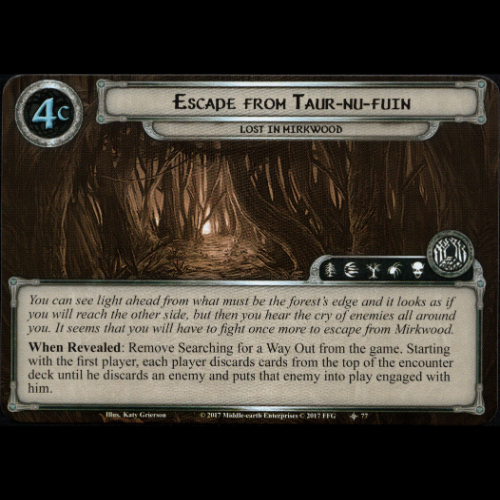 4C
ESCAPE FROM TAUR-NU-FUIN
LOST IN MIRKWOOD
You can see light ahead from what must be the forest's edge and it looks as if
you will reach the other side, but then you hear the cry of enemies all around
you. It seems that you will have to fight once more to escape from Mirkwood.
When Revealed: Remove Searching for a Way Out from the game. Starting
with the first player, each player discards cards from the top of the encounter
deck until he discards an enemy and puts that enemy into play engaged with
him.
Illus. Katy Grierson © 2017 Middle-earth Enterprises © 2017 FFG 77